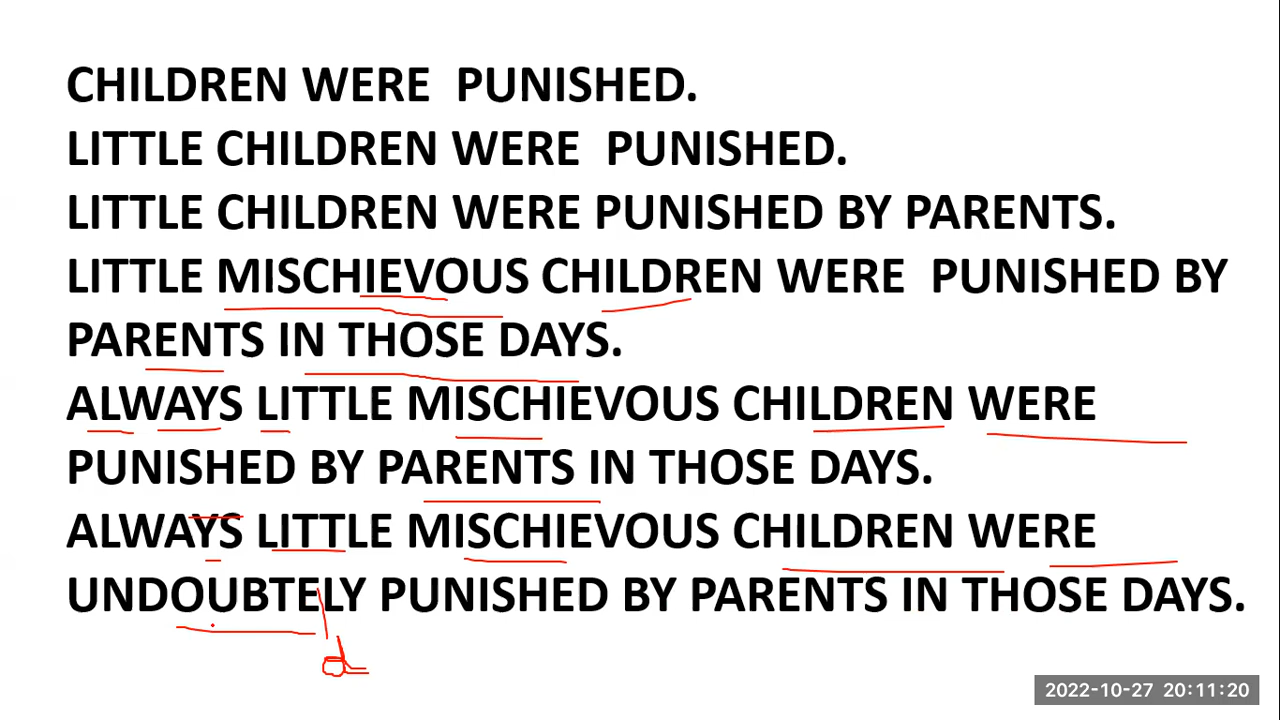 CHILDREN WERE  PUNISHED.
LITTLE CHILDREN WERE  PUNISHED.
LITTLE CHILDREN WERE PUNISHED BY PARENTS.
LITTLE MISCHIEVOUS CHILDREN WERE  PUNISHED BY
PARENTS IN THOSE DAYS.
ALWAYS LITTLE MISCHIEVOUS CHILDREN WERE
PUNISHED BY PARENTS IN THOSE DAYS.
ALWAYS LITTLE MISCHIEVOUS CHILDREN WERE
UNDOUBTELY PUNISHED BY PARENTS IN THOSE DAYS.
d
2022-10-27  20:11:20